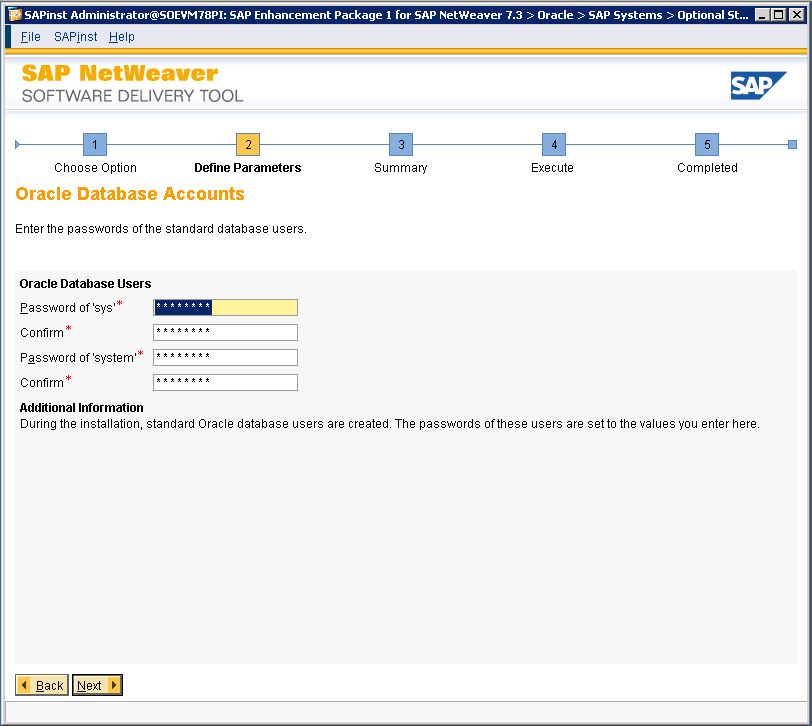 SAPinst Administrator@SOEVM78PI: SAP Enhancement Package 1 for SAP NetWeaver 7.3 > Oracle > SAP Systems > Optional St...
File SAPinst Help
SAP NetWeaver
SOFTWARE DELIVERY TOOL
SAP
1 2 3 4 5
Choose Option Define Parameters Summary Execute Completed
Oracle Database Accounts
Enter the passwords of the standard database users.
Oracle Database Users
Password of 'sys'* ********
Confirm* ********
Password of 'system'* ********
Confirm* ********
Additional Information
During the installation, standard Oracle database users are created. The passwords of these users are set to the values you enter here.
Back Next